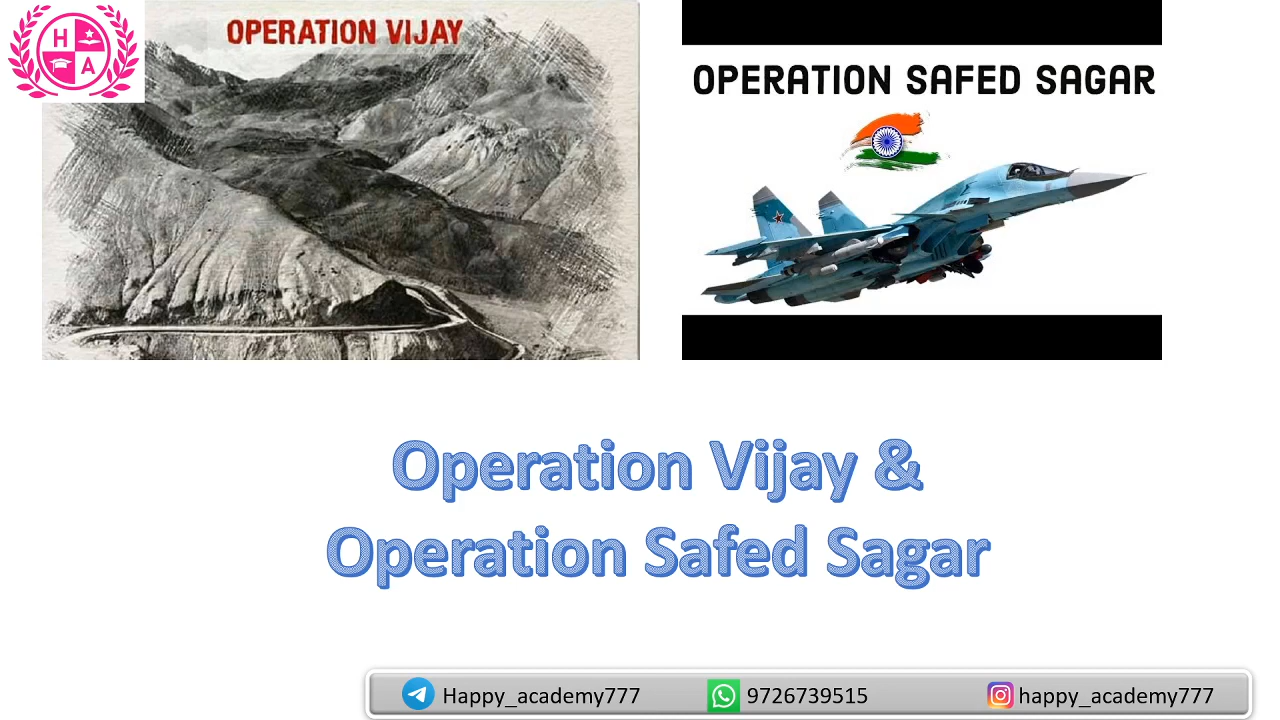 H
A
OPERATION VIJAY
OPERATION SAFED SAGAR
Operation Vijay &
Operation Safed Sagar
Happy_academy777
9726739515
happy_academy777